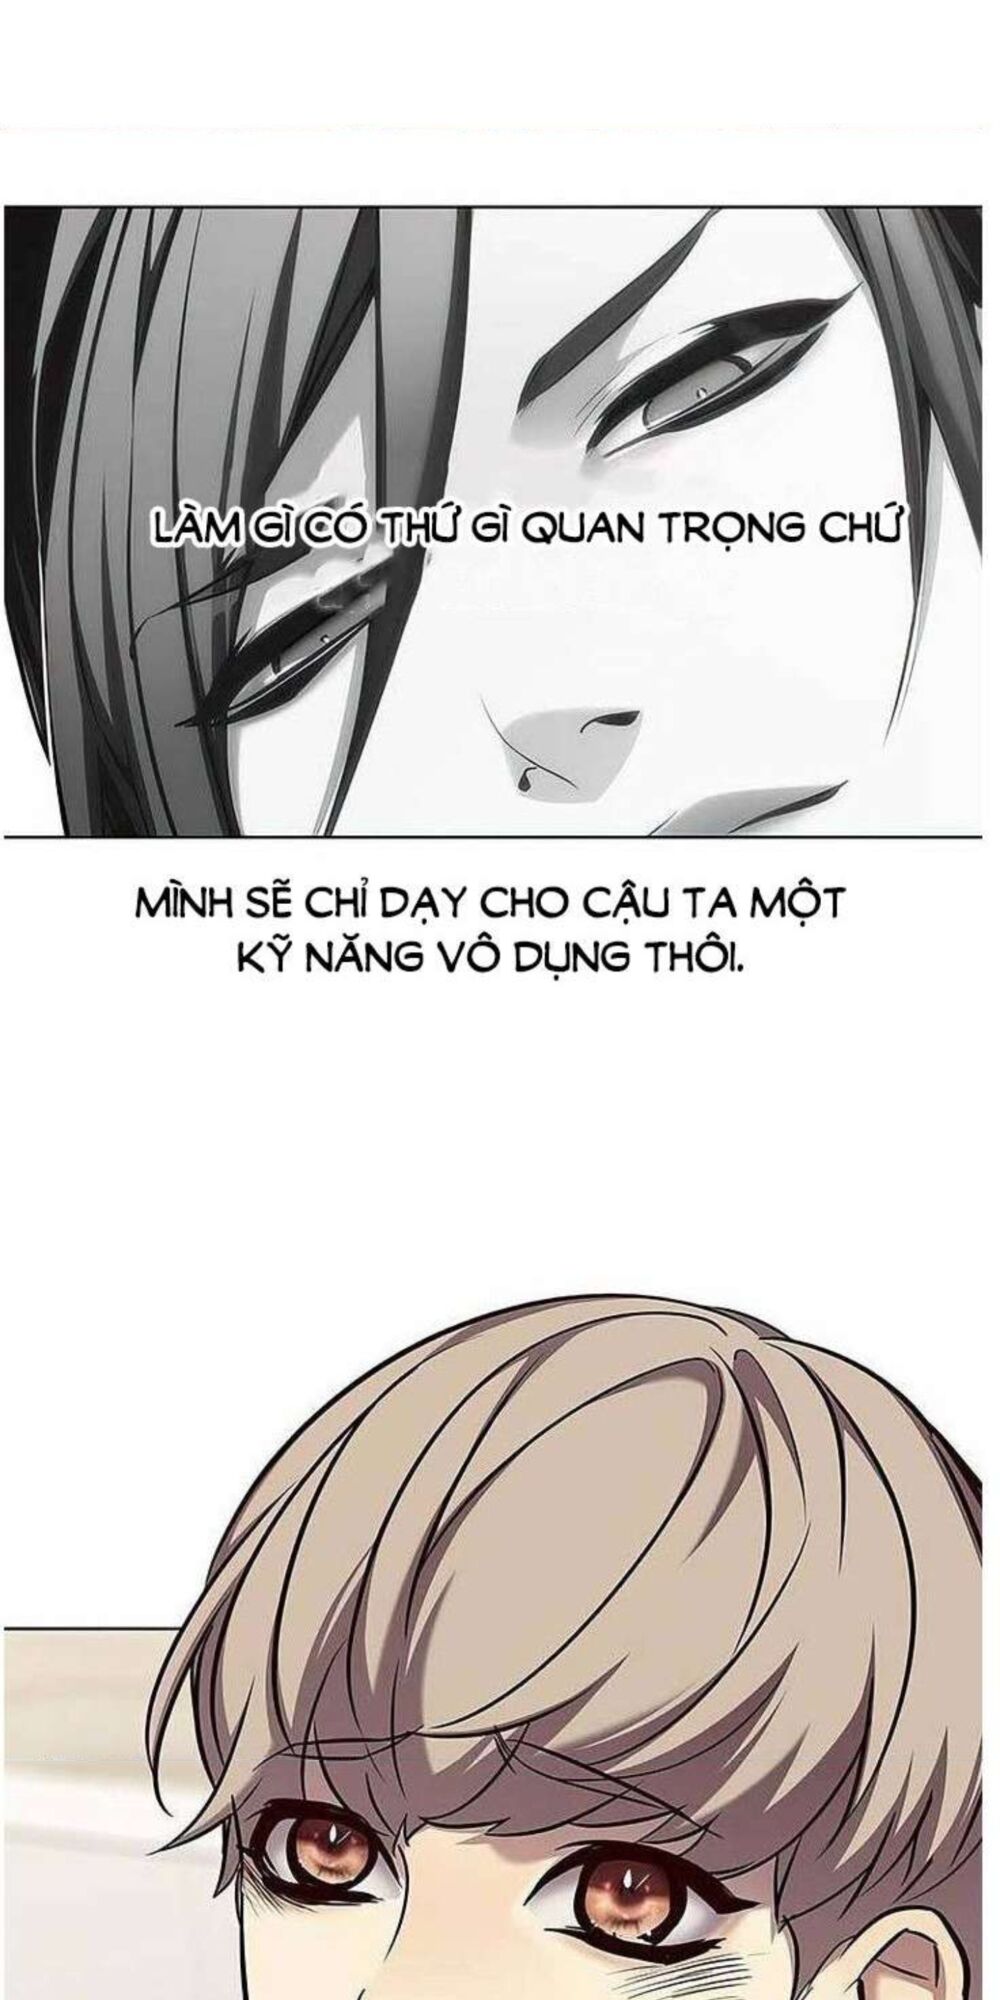 LÀM GÌ CÓ THỨ GÌ QUAN TRỌNG CHỨ
MÌNH SẼ CHỈ DẠY CHO CẬU TA MỘT
KỸ NĂNG VÔ DỤNG THÔI.